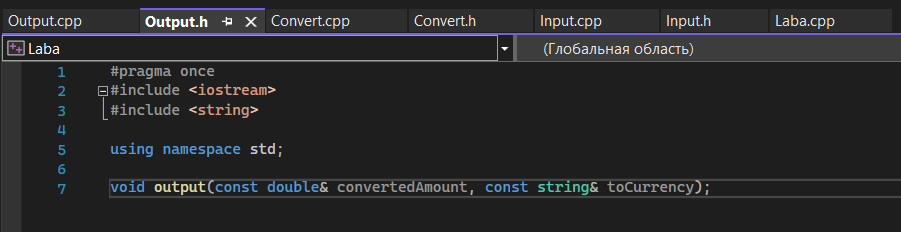 Output.cpp Output.h Convert.cpp Convert.h Input.cpp Input.h Laba.cpp
Laba (Глобальная область)
1 #pragma once
2 #include <iostream>
3 #include <string>
4
5 using namespace std;
6
7 void output(const double& convertedAmount, const string& toCurrency);